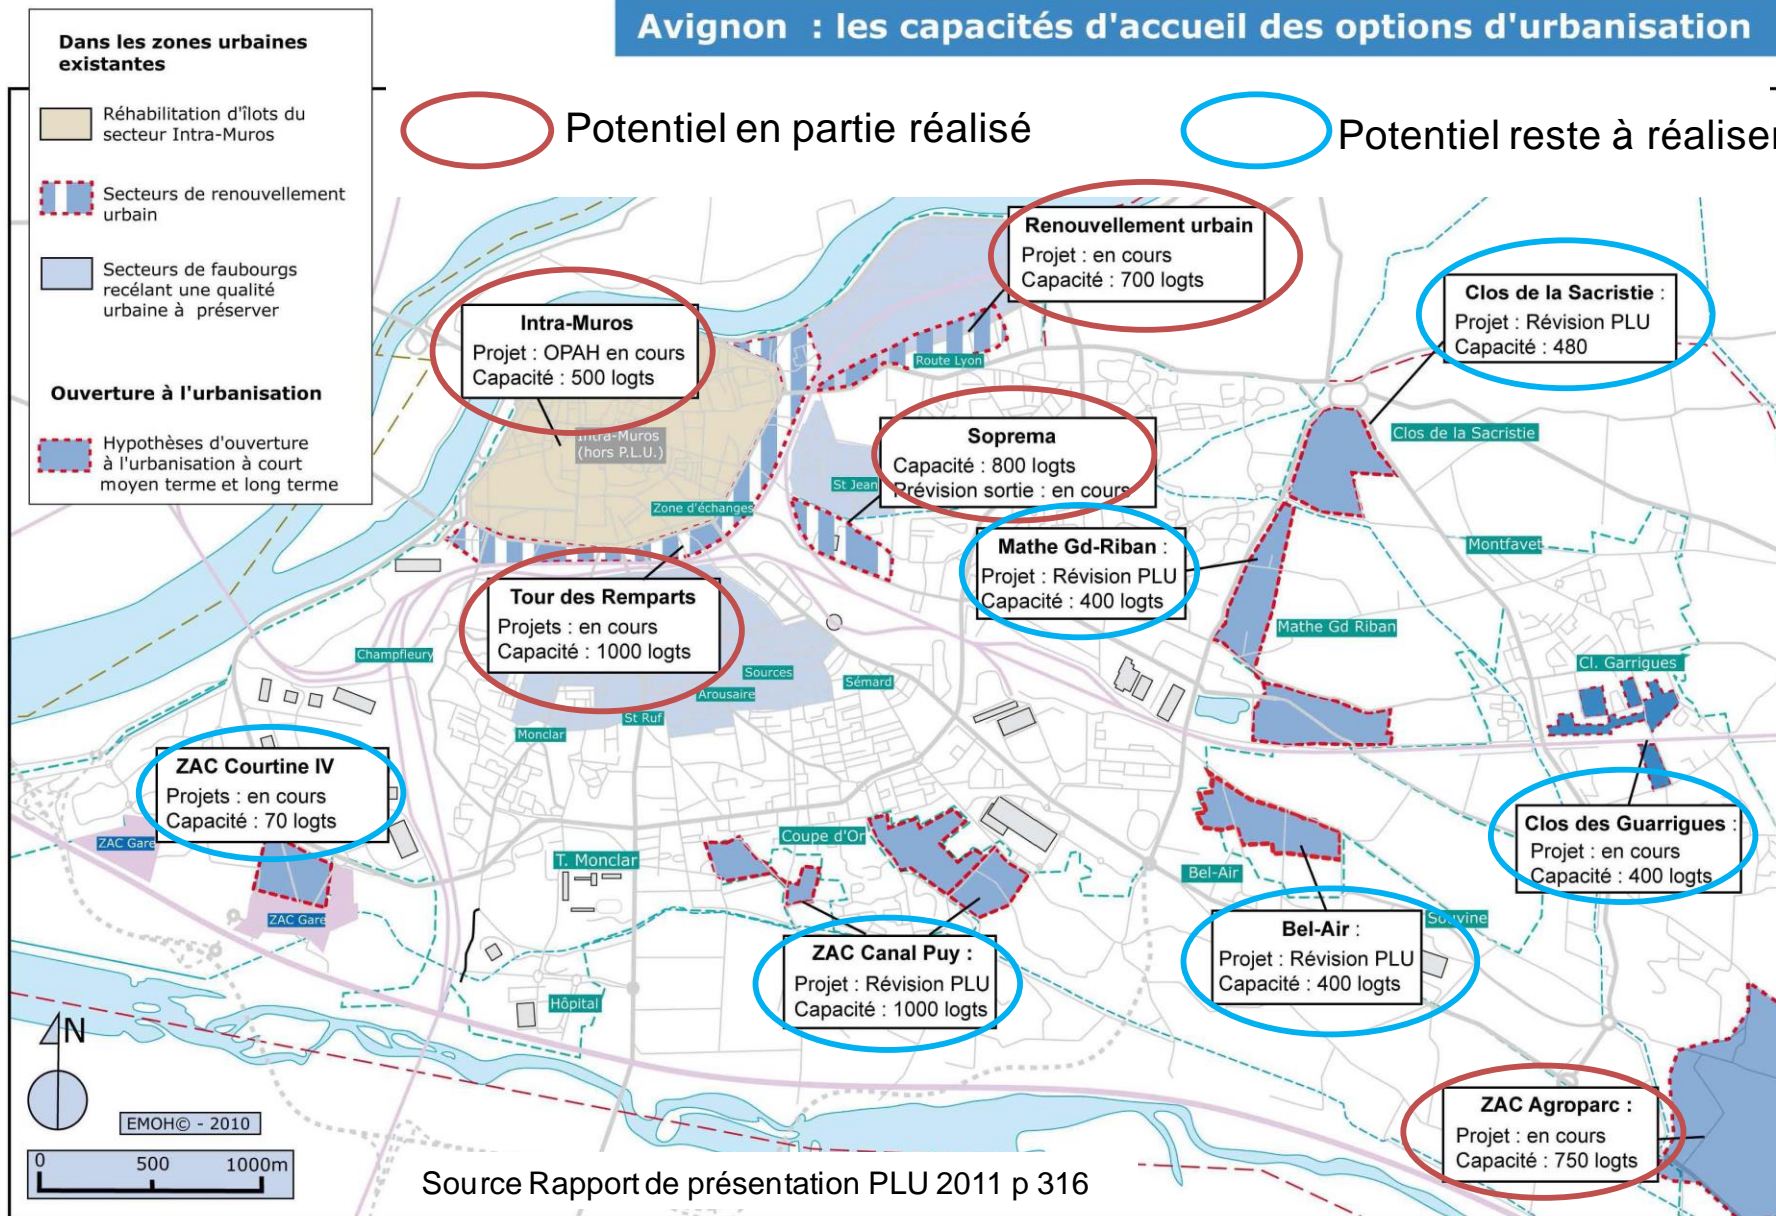 Avignon : les capacités d'accueil des options d'urbanisation
Dans les zones urbaines
existantes
Réhabilitation d'îlots du
secteur Intra-Muros
Secteurs de renouvellement
urbain
Secteurs de faubourgs
recélant une qualité
urbaine à préserver
Ouverture à l'urbanisation
Hypothèses d'ouverture
à l'urbanisation à court
moyen terme et long terme
Potentiel en partie réalisé
Potentiel reste à réaliser
Renouvellement urbain
Projet : en cours
Capacité : 700 logts
Clos de la Sacristie :
Projet : Révision PLU
Capacité : 480
Intra-Muros
Projet : OPAH en cours
Capacité : 500 logts
Route Lyon
Intra-Muros
(hors P.L.U.)
Soprema
Capacité : 800 logts
Prévision sortie : en cours
Clos de la Sacristie
St Jean
Zone d'échanges
Montfavet
Mathe Gd-Riban :
Projet : Révision PLU
Capacité : 400 logts
Tour des Remparts
Projets : en cours
Capacité : 1000 logts
Mathe Gd Riban
Champfleury
Cl. Garrigues
Sources
Sémard
Arousaire
St Ruf
Monclar
ZAC Courtine IV
Projets : en cours
Capacité : 70 logts
ZAC Gare
ZAC Gare
T. Monclar
Coupe d'Or
Bel-Air
Clos des Guarrigues :
Projet : en cours
Capacité : 400 logts
Souvine
Bel-Air :
Projet : Révision PLU
Capacité : 400 logts
ZAC Canal Puy :
Projet : Révision PLU
Capacité : 1000 logts
Hôpital
N
EMOH© - 2010
0 500 1000m
ZAC Agroparc :
Projet : en cours
Capacité : 750 logts
Source Rapport de présentation PLU 2011 p 316